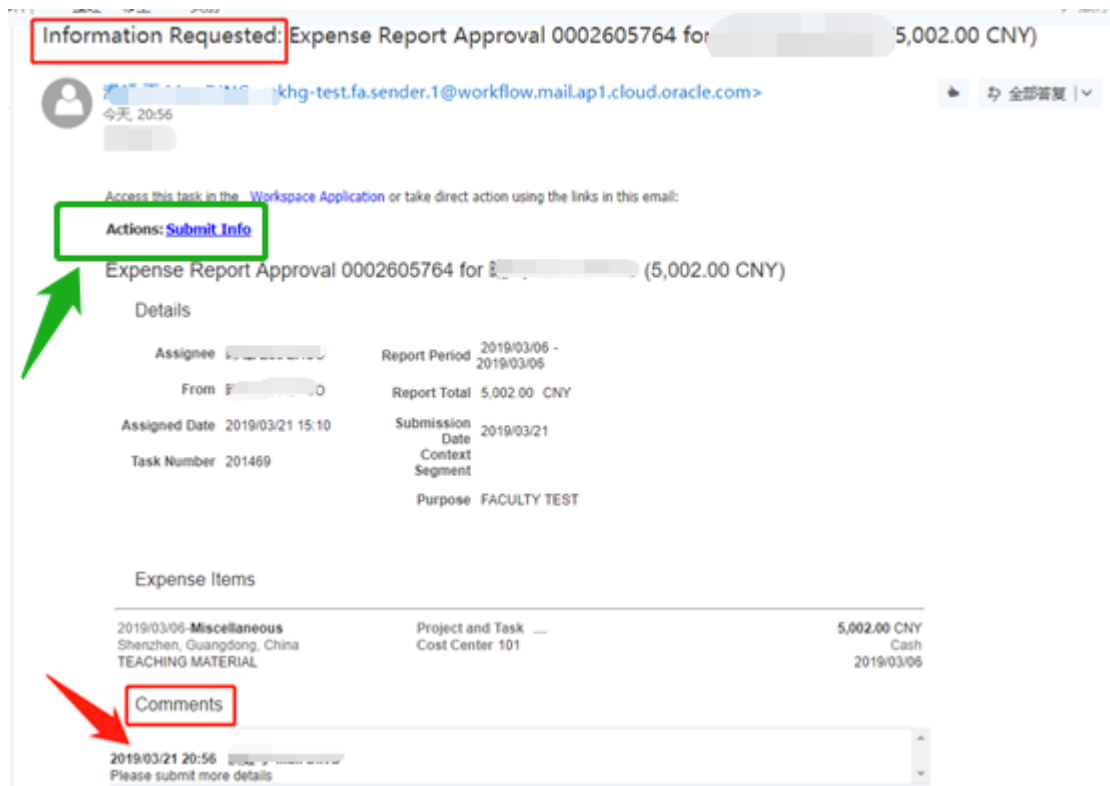 Information Requested: Expense Report Approval 0002605764 for 5,002.00 CNY)
khg-test.fa.sender.1@workflow.mail.ap1.cloud.oracle.com>
全部答复
今天, 20:56
Access this task in the Workspace Application or take direct action using the links in this email:
Actions: Submit Info
Expense Report Approval 0002605764 for (5,002.00 CNY)
Details
Assignee
Report Period 2019/03/06 -
2019/03/06
From
Report Total 5,002.00 CNY
Assigned Date 2019/03/21 15:10
Submission
Date 2019/03/21
Task Number 201469
Context
Segment
Purpose FACULTY TEST
Expense Items
2019/03/06-Miscellaneous Project and Task 5,002.00 CNY
Shenzhen, Guangdong, China Cost Center 101 Cash
TEACHING MATERIAL 2019/03/06
Comments
2019/03/21 20:56
Please submit more details